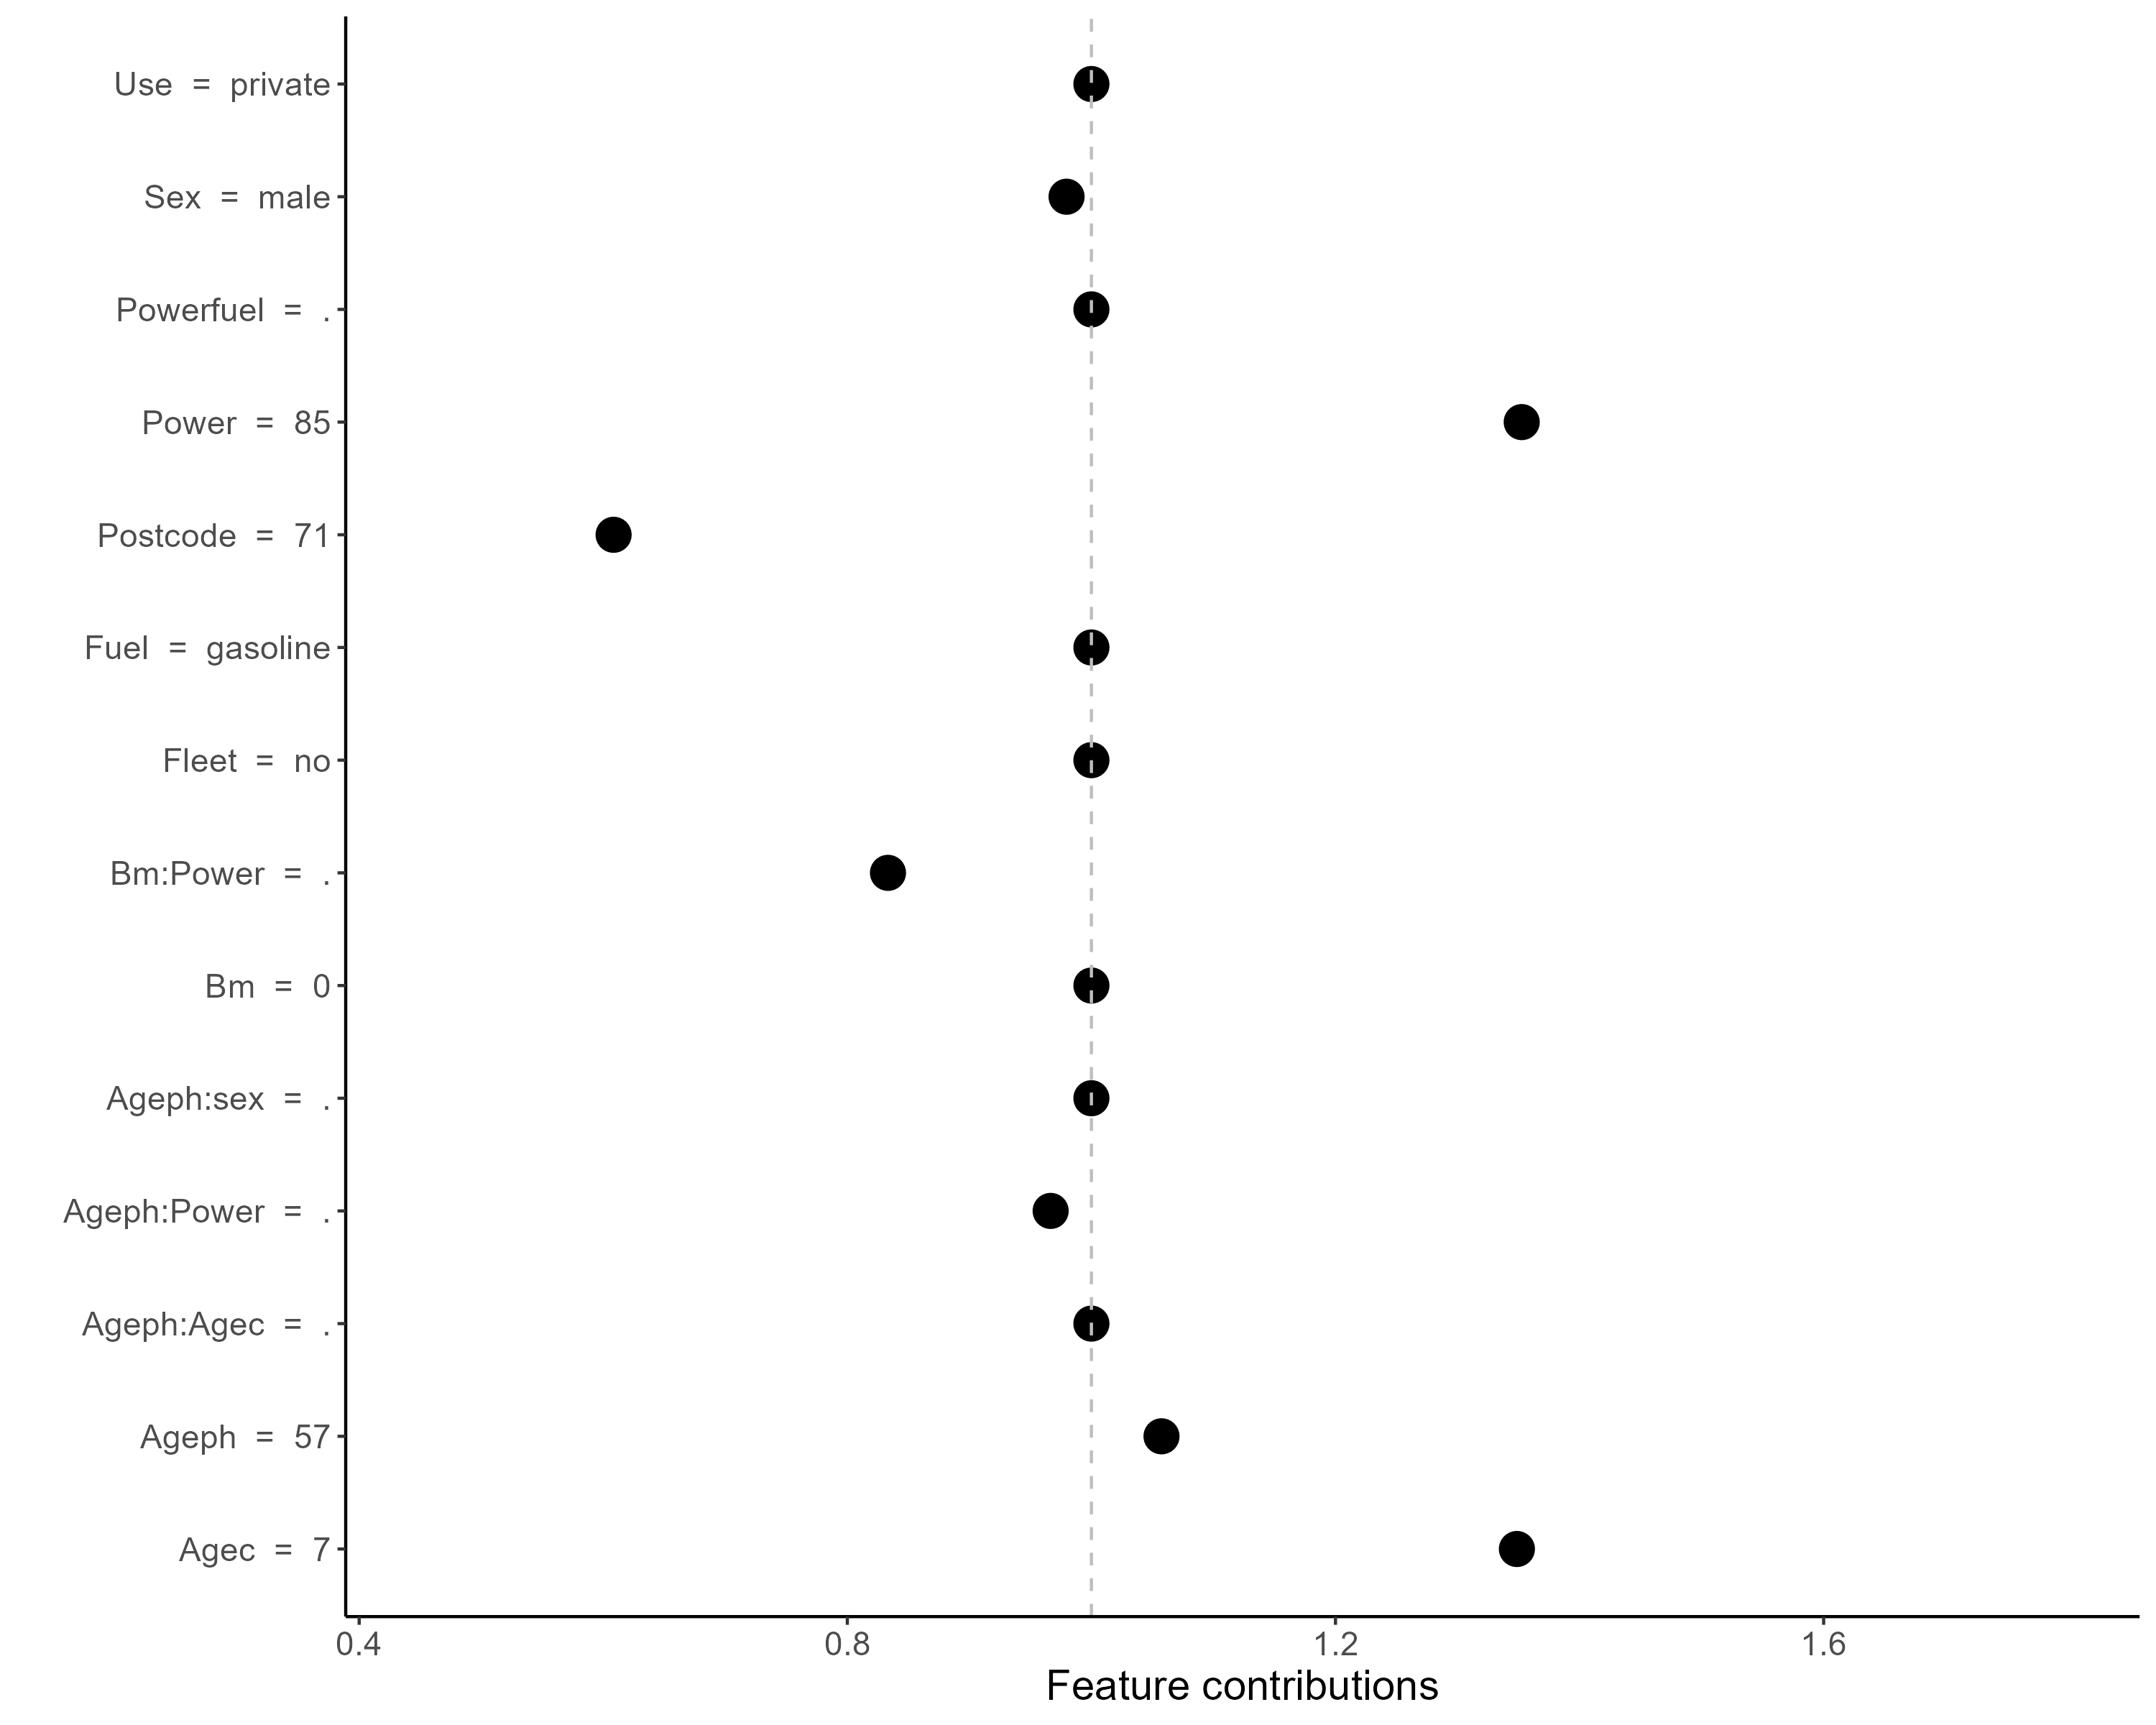 Use = private
Sex = male
Powerfuel = .
Power = 85
Postcode = 71
Fuel = gasoline
Fleet = no
Bm:Power = .
Bm = 0
Ageph:sex = .
Ageph:Power = .
Ageph:Agec = .
Ageph = 57
Agec = 7
0.4 0.8 1.2 1.6
Feature contributions